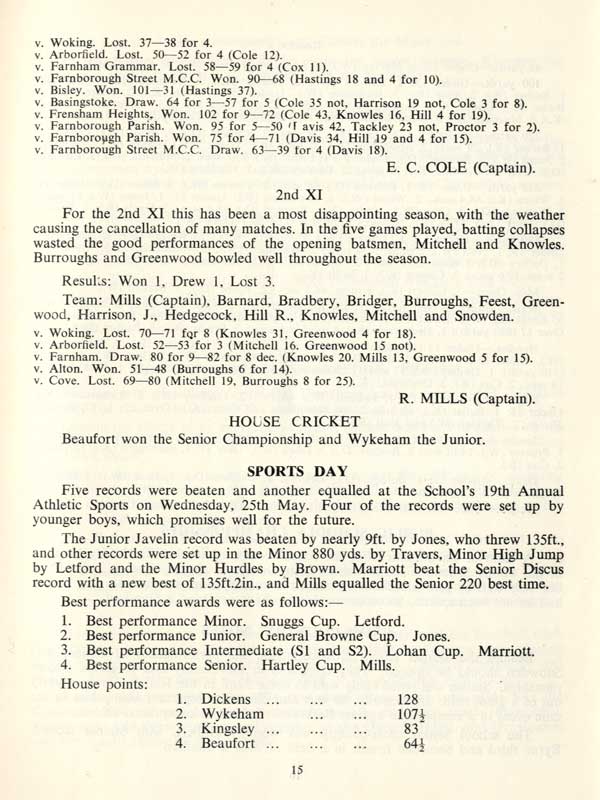 v. Woking. Lost. 37—38 for 4.
v. Arborfield. Lost. 50—52 for 4 (Cole 12).
v. Farnham Grammar. Lost. 58—59 for 4 (Cox 11).
v. Farnborough Street M.C.C. Won. 90—68 (Hastings 18 and 4 for 10).
v. Bisley. Won. 101—31 (Hastings 37).
v. Basingstoke. Draw. 64 for 3—57 for 5 (Cole 35 not, Harrison 19 not, Cole 3 for 8).
v. Frensham Heights. Won. 102 for 9—72 (Cole 43, Knowles 16, Hill 4 for 19).
v. Farnborough Parish. Won. 95 for 5—50 avis 42, Tackley 23 not, Proctor 3 for 2).
v. Farnborough Parish. Won. 75 for 4—71 (Davis 34, Hill 19 and 4 for 15).
v. Farnborough Street M.C.C. Draw. 63—39 for 4 (Davis 18).
E. C. COLE (Captain).
2nd XI
For the 2nd XI this has been a most disappointing season, with the weather
causing the cancellation of many matches. In the five games played, batting collapses
wasted the good performances of the opening batsmen, Mitchell and Knowles.
Burroughs and Greenwood bowled well throughout the season.
Results: Won 1, Drew 1, Lost 3.
Team: Mills (Captain), Barnard, Bradbery, Bridger, Burroughs, Feest, Green-
wood, Harrison, J., Hedgecock, Hill R., Knowles, Mitchell and Snowden.
v. Woking. Lost. 70—71 for 8 (Knowles 31, Greenwood 4 for 18).
v. Arborfield. Lost. 52—53 for 3 (Mitchell 16. Greenwood 15 not).
v. Farnham. Draw. 80 for 9—82 for 8 dec. (Knowles 20. Mills 13, Greenwood 5 for 15).
v. Alton. Won. 51—48 (Burroughs 6 for 14).
v. Cove. Lost. 69—80 (Mitchell 19, Burroughs 8 for 25).
R. MILLS (Captain).
HOUSE CRICKET
Beaufort won the Senior Championship and Wykeham the Junior.
SPORTS DAY
Five records were beaten and another equalled at the School's 19th Annual
Athletic Sports on Wednesday, 25th May. Four of the records were set up by
younger boys, which promises well for the future.
The Junior Javelin record was beaten by nearly 9ft. by Jones, who threw 135ft.,
and other records were set up in the Minor 880 yds. by Travers, Minor High Jump
by Letford and the Minor Hurdles by Brown. Marriott beat the Senior Discus
record with a new best of 135ft.2in., and Mills equalled the Senior 220 best time.
Best performance awards were as follows:—
1. Best performance Minor. Snuggs Cup. Letford.
2. Best performance Junior. General Browne Cup. Jones.
3. Best performance Intermediate (S1 and S2). Lohan Cup. Marriott.
4. Best performance Senior. Hartley Cup. Mills.
House points:
1. Dickens ... ... ... 128
2. Wykeham ... ... 107½
3. Kingsley ... ... ... 83
4. Beaufort ... ... 64½
15